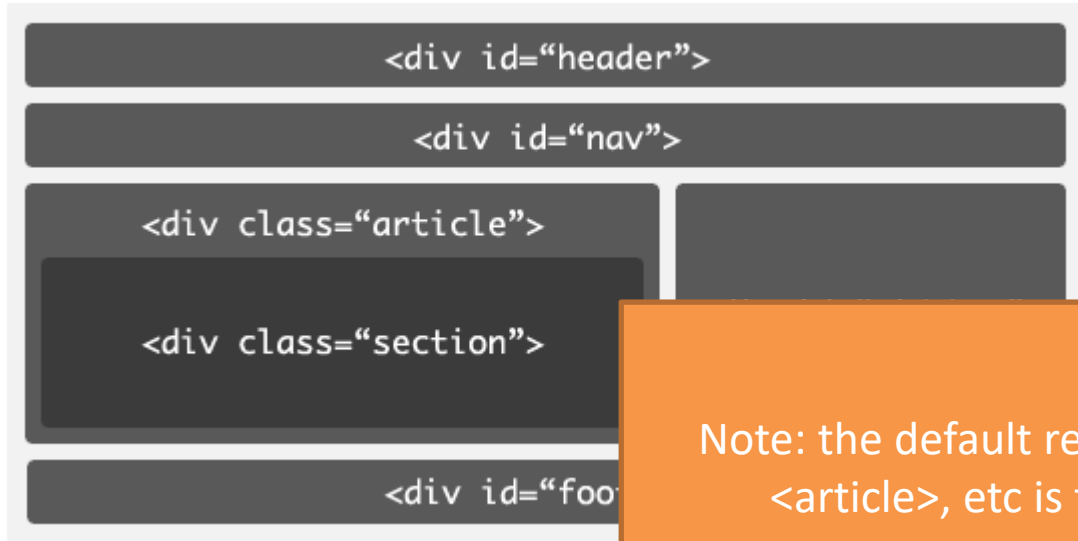 <div id=“header”>
<div id=“nav”>
<div class=“article”>
<div class=“section”>
<div id=“foo
Note: the default re
<article>, etc is